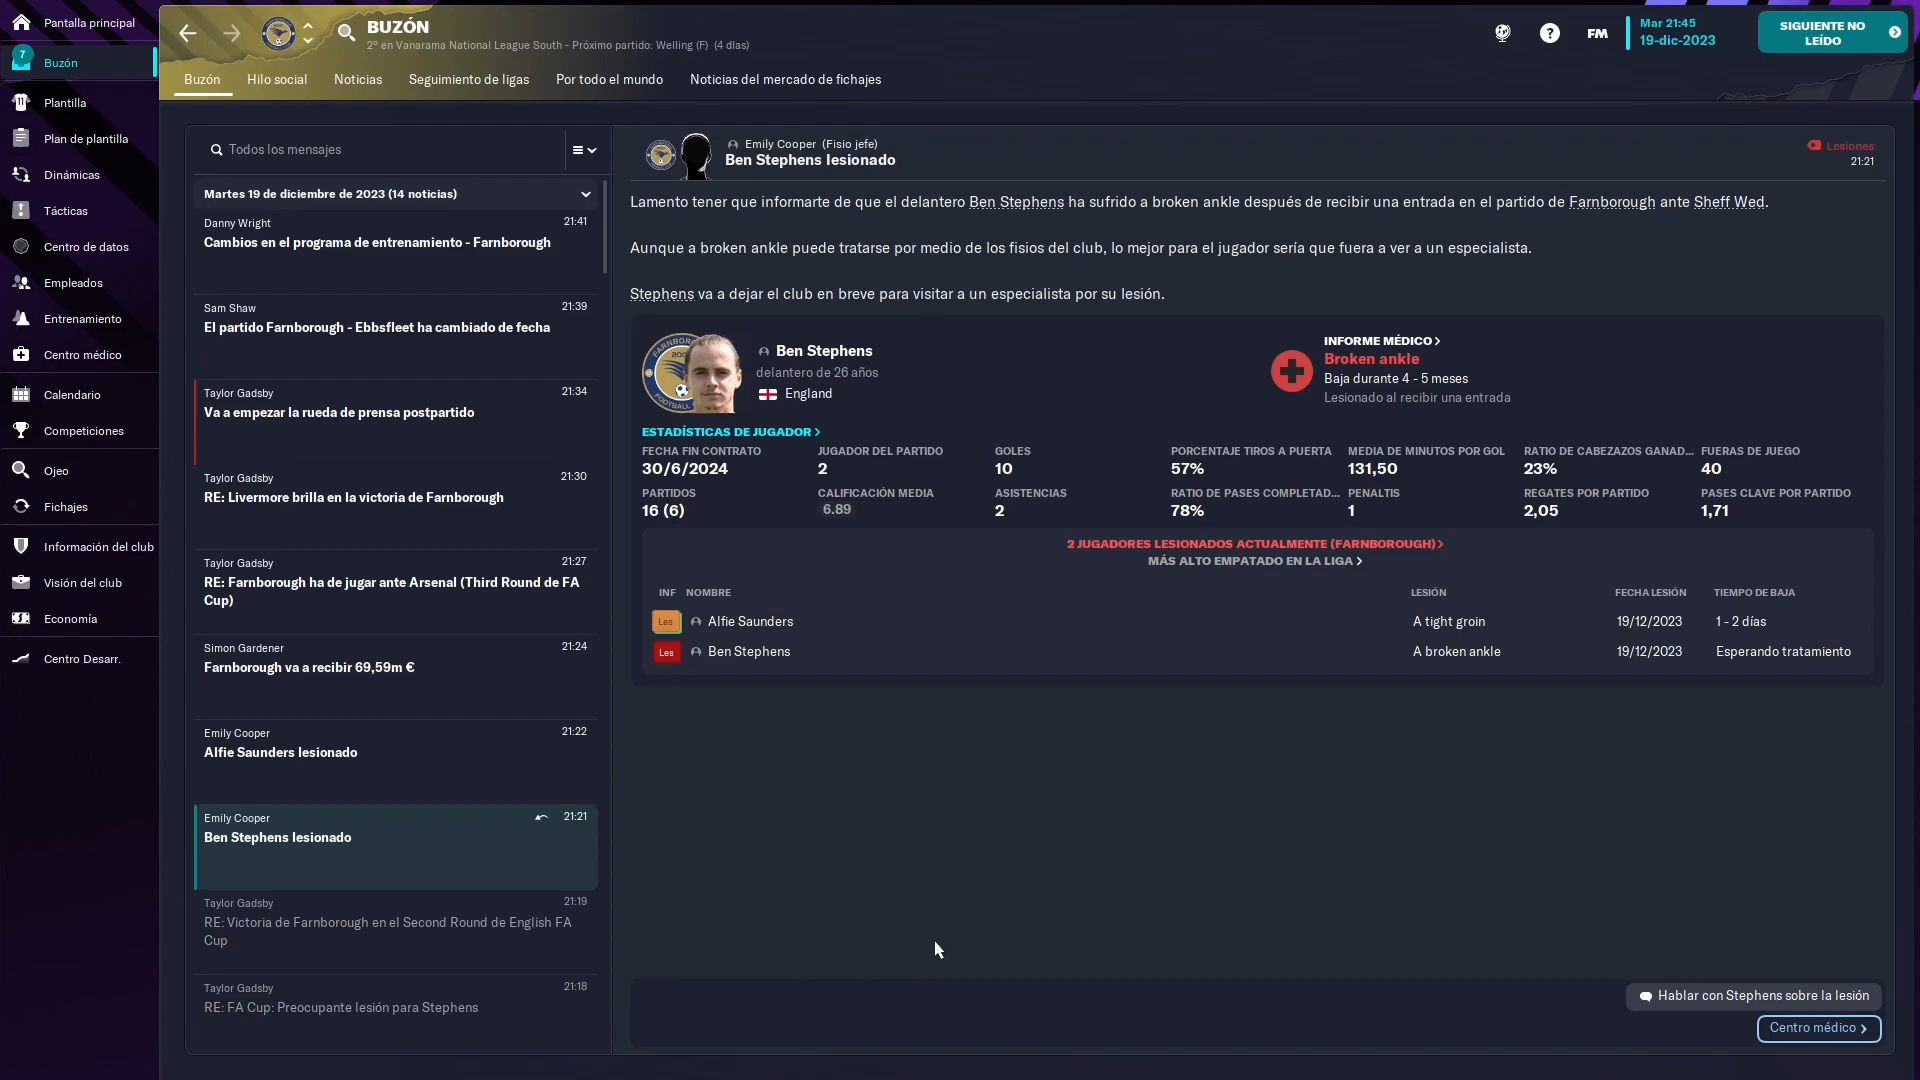 Pantalla principal
7
Buzón
Plantilla
Plan de plantilla
Dinámicas
Tácticas
Centro de datos
Empleados
Entrenamiento
Centro médico
Calendario
Competiciones
Ojeo
Fichajes
Información del club
Visión del club
Economía
Centro Desarr.
BUZÓN
2º en Vanarama National League South - Próximo partido: Welling (F) (4 días)
FM
Mar 21:45
19-dic-2023
SIGUIENTE NO
LEÍDO
Buzón
Hilo social
Noticias
Seguimiento de ligas
Por todo el mundo
Noticias del mercado de fichajes
Todos los mensajes
Martes 19 de diciembre de 2023 (14 noticias)
Danny Wright 21:41
Cambios en el programa de entrenamiento - Farnborough
Sam Shaw 21:39
El partido Farnborough - Ebbsfleet ha cambiado de fecha
Taylor Gadsby 21:34
Va a empezar la rueda de prensa postpartido
Taylor Gadsby 21:30
RE: Livermore brilla en la victoria de Farnborough
Taylor Gadsby 21:27
RE: Farnborough ha de jugar ante Arsenal (Third Round de FA
Cup)
Simon Gardener 21:24
Farnborough va a recibir 69,59m €
Emily Cooper 21:22
Alfie Saunders lesionado
Emily Cooper 21:21
Ben Stephens lesionado
Taylor Gadsby 21:19
RE: Victoria de Farnborough en el Second Round de English FA
Cup
Taylor Gadsby 21:18
RE: FA Cup: Preocupante lesión para Stephens
Emily Cooper (Fisio jefe)
Ben Stephens lesionado
Lesiones
21:21
Lamento tener que informarte de que el delantero Ben Stephens ha sufrido a broken ankle después de recibir una entrada en el partido de Farnborough ante Sheff Wed.
Aunque a broken ankle puede tratarse por medio de los fisios del club, lo mejor para el jugador sería que fuera a ver a un especialista.
Stephens va a dejar el club en breve para visitar a un especialista por su lesión.
Ben Stephens
delantero de 26 años
England
INFORME MÉDICO
Broken ankle
Baja durante 4 - 5 meses
Lesionado al recibir una entrada
ESTADÍSTICAS DE JUGADOR
FECHA FIN CONTRATO JUGADOR DEL PARTIDO GOLES PORCENTAJE TIROS A PUERTA MEDIA DE MINUTOS POR GOL RATIO DE CABEZAZOS GANAD... FUERAS DE JUEGO
30/6/2024 2 10 57% 131,50 23% 40
PARTIDOS CALIFICACIÓN MEDIA ASISTENCIAS RATIO DE PASES COMPLETAD... PENALTIS REGATES POR PARTIDO PASES CLAVE POR PARTIDO
16 (6) 6.89 2 78% 1 2,05 1,71
2 JUGADORES LESIONADOS ACTUALMENTE (FARNBOROUGH)
MÁS ALTO EMPATADO EN LA LIGA
INF NOMBRE LESIÓN FECHA LESIÓN TIEMPO DE BAJA
Les Alfie Saunders A tight groin 19/12/2023 1 - 2 días
Les Ben Stephens A broken ankle 19/12/2023 Esperando tratamiento
Hablar con Stephens sobre la lesión
Centro médico